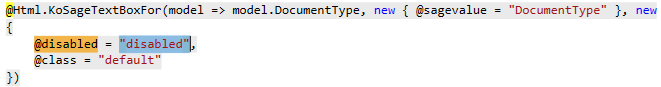 @Html.KoSageTextBoxFor(model => model.DocumentType, new { @sagevalue = "DocumentType" }, new
{
@disabled = "disabled",
@class = "default"
})